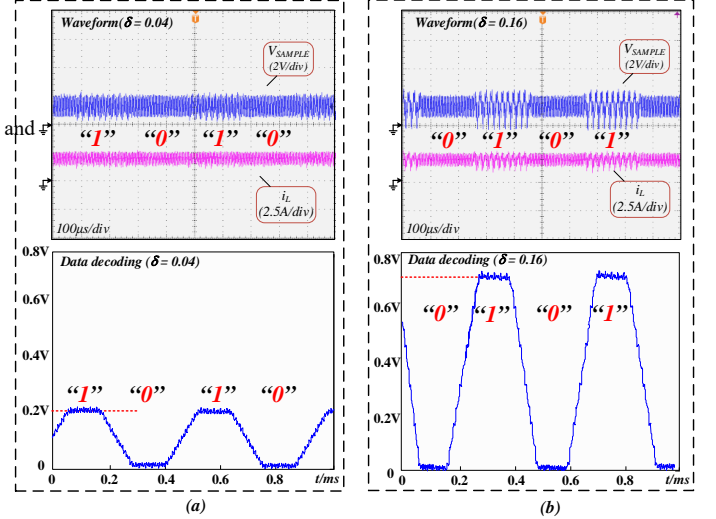 Waveform(δ = 0.04)
V_SAMPLE
(2V/div)
and
“1” “0” “1” “0”
i_L
(2.5A/div)
100μs/div
0.8V
Data decoding (δ = 0.04)
0.6V
0.4V
“1” “0” “1” “0”
0.2V
0
0.2 0.4 0.6 0.8 t/ms
(a)
Waveform(δ = 0.16)
V_SAMPLE
(2V/div)
“0” “1” “0” “1”
i_L
(2.5A/div)
100μs/div
0.8V
Data decoding (δ = 0.16)
0.6V
“0” “1” “0” “1”
0.4V
0.2V
0
0.2 0.4 0.6 0.8 t/ms
(b)